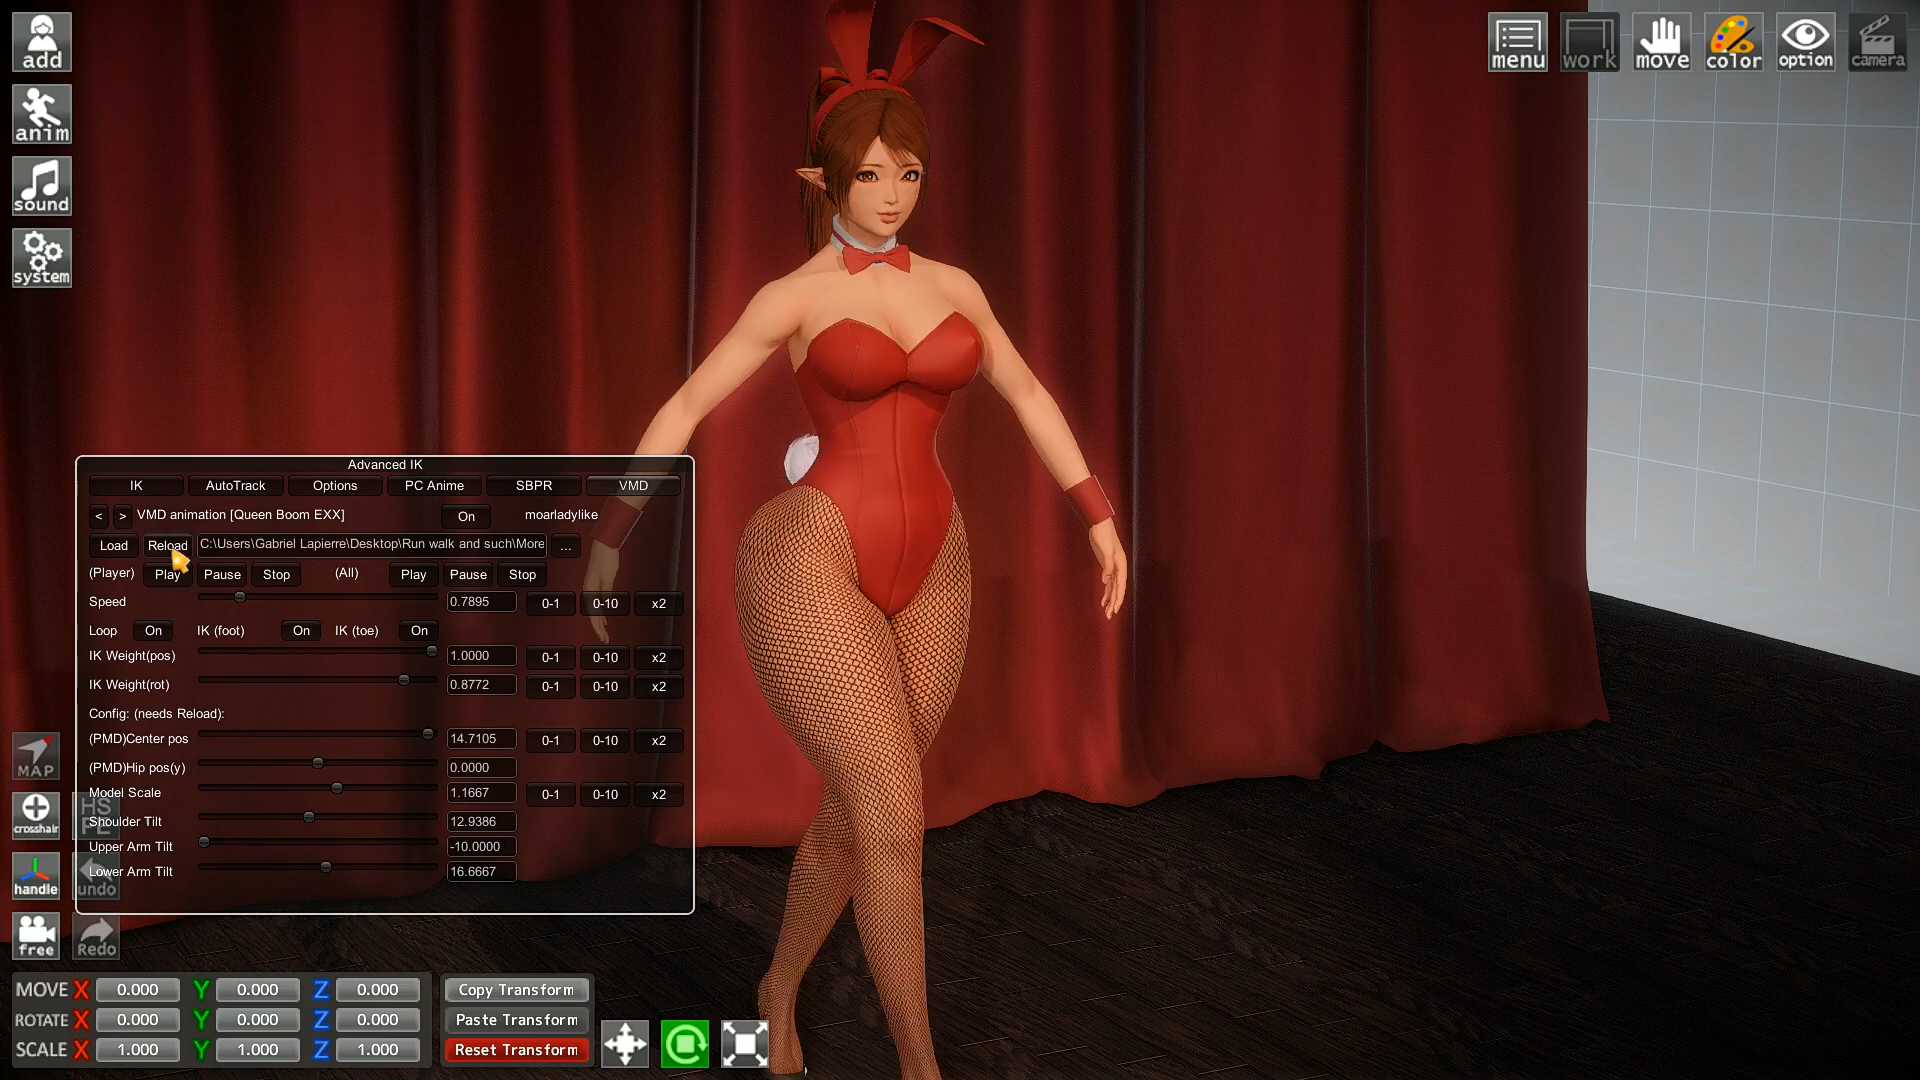 add
anim
sound
system
menu work move color option camera
Advanced IK
IK AutoTrack Options PC Anime SBPR VMD
< > VMD animation [Queen Boom EXX] On moarladylike
Load Reload C:\Users\Gabriel Lapierre\Desktop\Run walk and such\More ...
(Player) Play Pause Stop (All) Play Pause Stop
Speed 0.7895 0-1 0-10 x2
Loop On IK (foot) On IK (toe) On
IK Weight(pos) 1.0000 0-1 0-10 x2
IK Weight(rot) 0.8772 0-1 0-10 x2
Config: (needs Reload):
(PMD)Center pos 14.7105 0-1 0-10 x2
(PMD)Hip pos(y) 0.0000
Model Scale 1.1667 0-1 0-10 x2
Shoulder Tilt 12.9386
Upper Arm Tilt -10.0000
Lower Arm Tilt 16.6667
MAP
crosshair HS PE
handle undo
free Redo
MOVE X 0.000 Y 0.000 Z 0.000 Copy Transform
ROTATE X 0.000 Y 0.000 Z 0.000 Paste Transform
SCALE X 1.000 Y 1.000 Z 1.000 Reset Transform